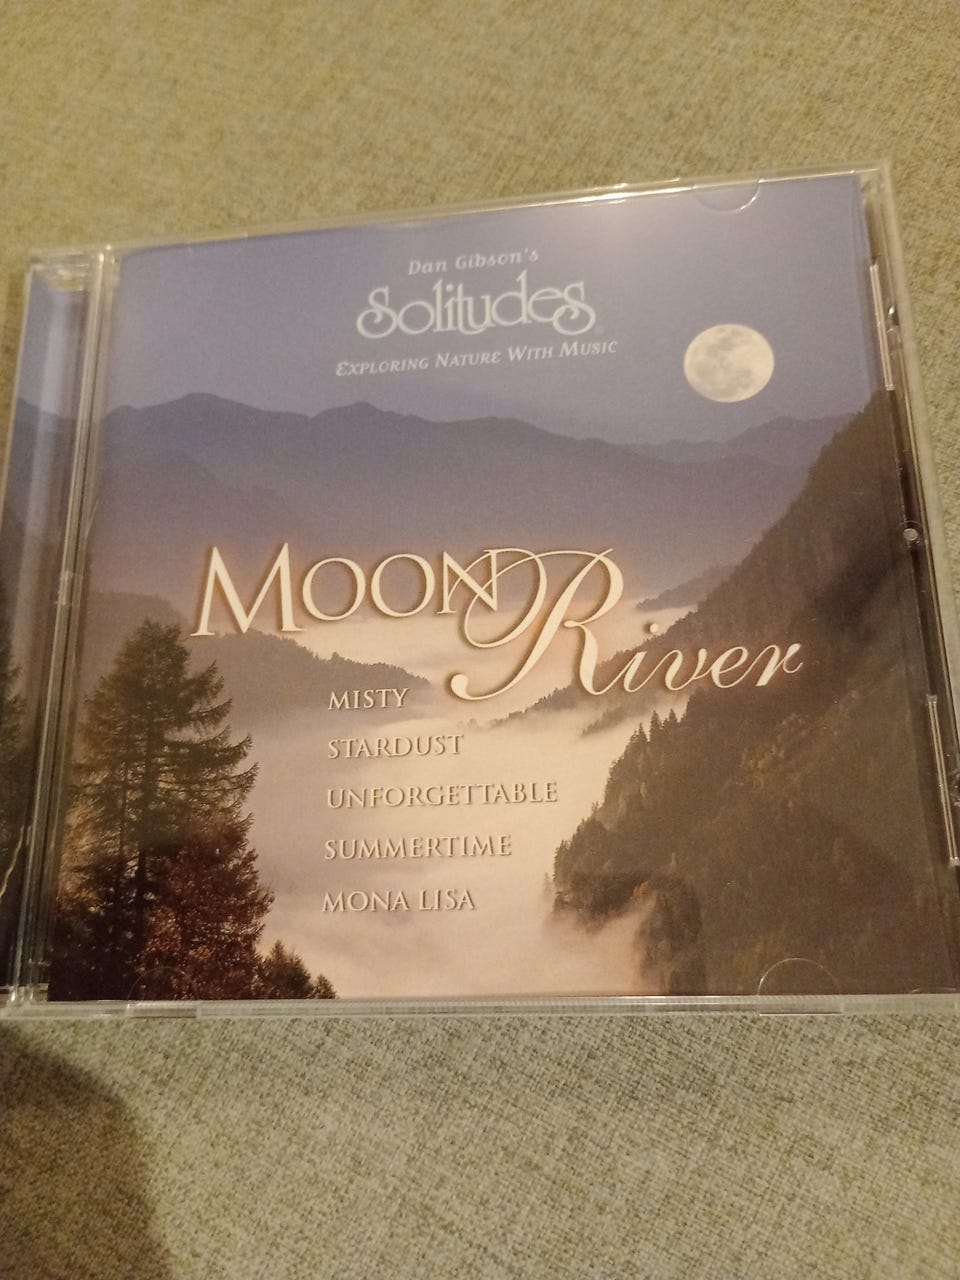 Dan Gibson's
Solitudes®
Exploring Nature With Music
Moon River
MISTY
STARDUST
UNFORGETTABLE
SUMMERTIME
MONA LISA